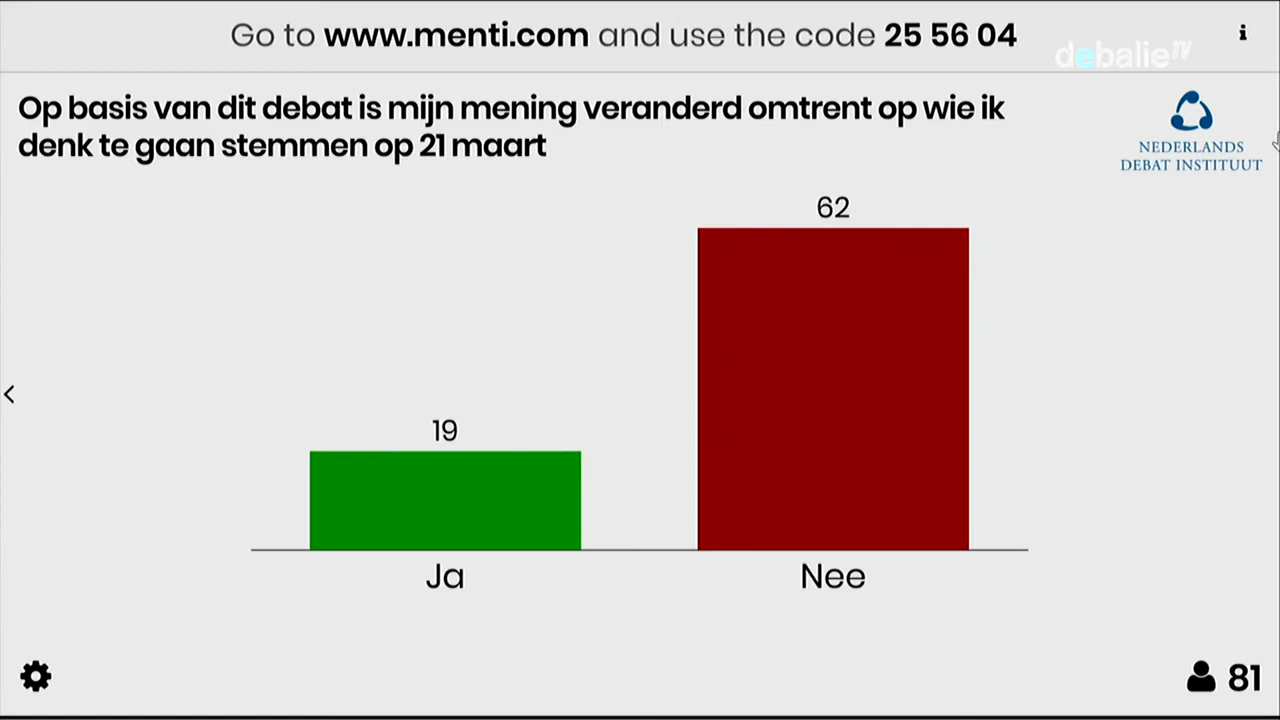 Go to www.menti.com and use the code 25 56 04
i
debalieTV
Op basis van dit debat is mijn mening veranderd omtrent op wie ik
denk te gaan stemmen op 21 maart
NEDERLANDS
DEBAT INSTITUUT
62
19
Ja
Nee
81